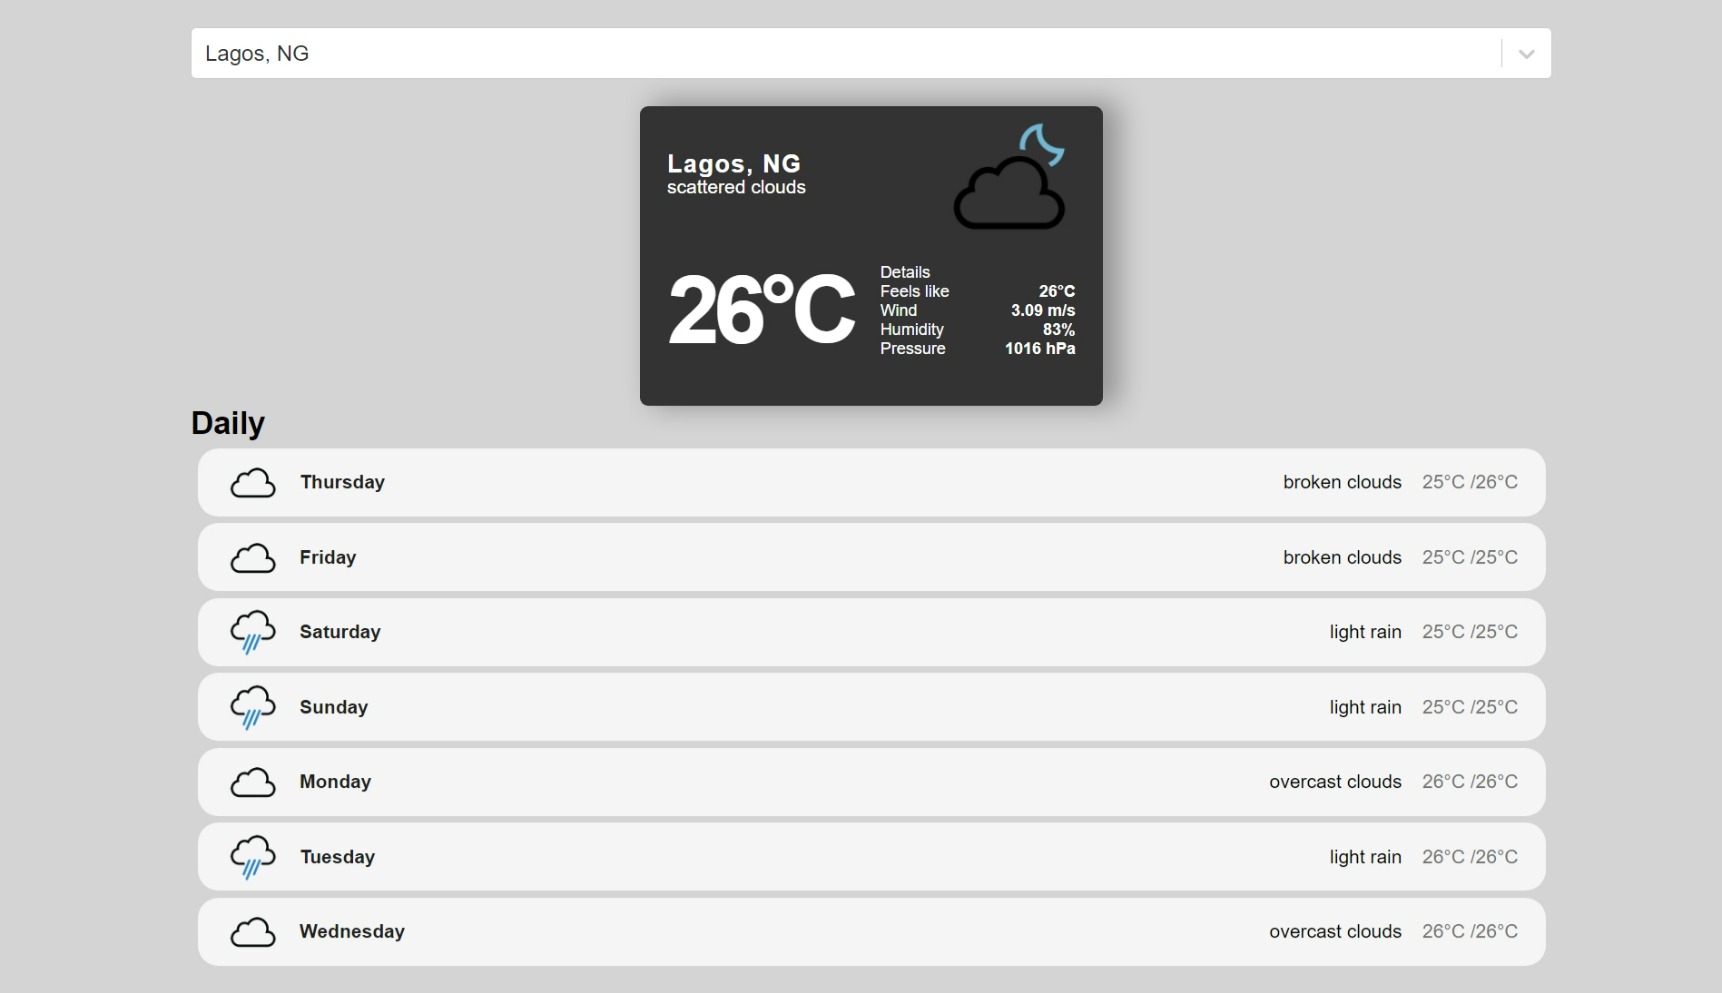 Lagos, NG
Lagos, NG
scattered clouds
26°C
Details
Feels like 26°C
Wind 3.09 m/s
Humidity 83%
Pressure 1016 hPa
Daily
Thursday broken clouds 25°C /26°C
Friday broken clouds 25°C /25°C
Saturday light rain 25°C /25°C
Sunday light rain 25°C /25°C
Monday overcast clouds 26°C /26°C
Tuesday light rain 26°C /26°C
Wednesday overcast clouds 26°C /26°C